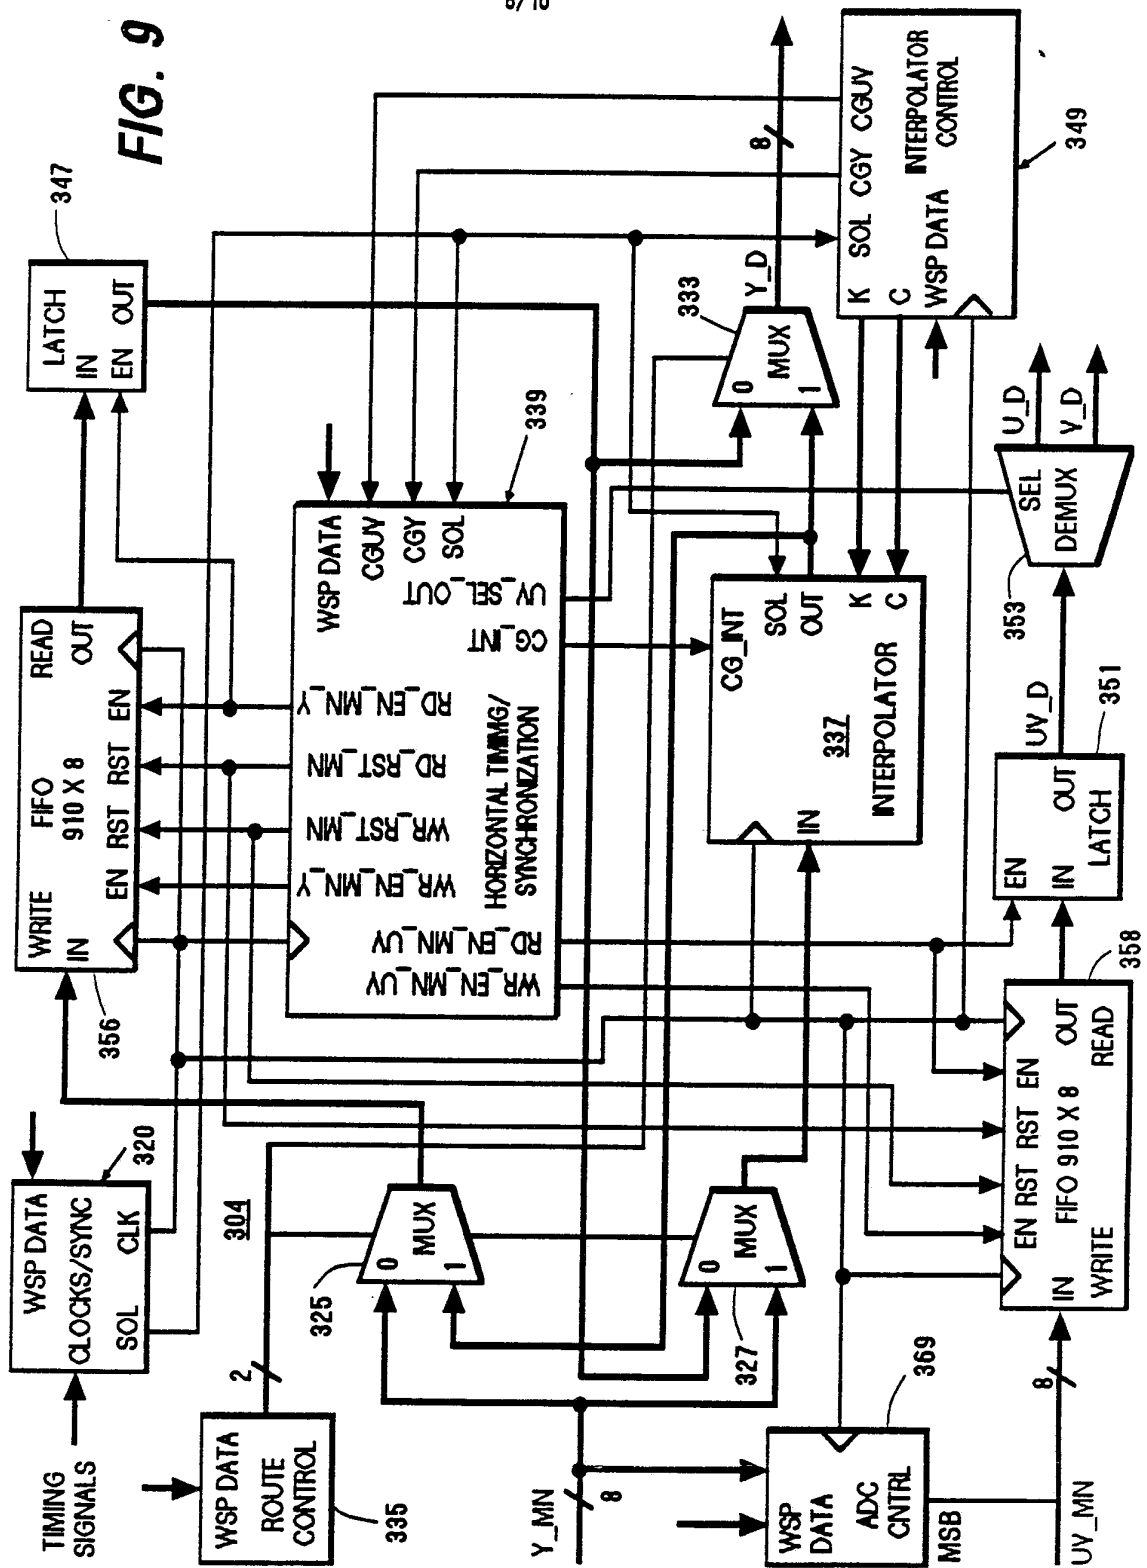 9/18
FIG. 9
TIMING
SIGNALS
WSP DATA
CLOCKS/SYNC
SOL CLK
320
WSP DATA
ROUTE
CONTROL
335
2
304
356
WRITE
IN
FIFO
910 X 8
READ
OUT
EN RST RST EN
LATCH
IN
EN OUT
347
WR_EN_MN_Y
WR_RST_MN
RD_RST_MN
RD_EN_MN_Y
HORIZONTAL TIMIMG/
SYNCHRONIZATION
WSP DATA
CGUV
CGY
SOL
WR_EN_MN_UV
RD_EN_MN_UV
CG_INT
UV_SEL_OUT
339
325
0
MUX
1
327
0
MUX
1
Y_MN
8
WSP
DATA
ADC
CNTRL
MSB
369
UV_MN
8
CG_INT
SOL
OUT
IN
337
INTERPOLATOR
K
C
333
0
MUX
1
Y_D
8
SOL CGY CGUV
K
C
WSP DATA
INTERPOLATOR
CONTROL
349
EN RST RST EN
IN
WRITE
FIFO 910 X 8
OUT
READ
358
EN
IN OUT
LATCH
351
UV_D
353
SEL
DEMUX
U_D
V_D